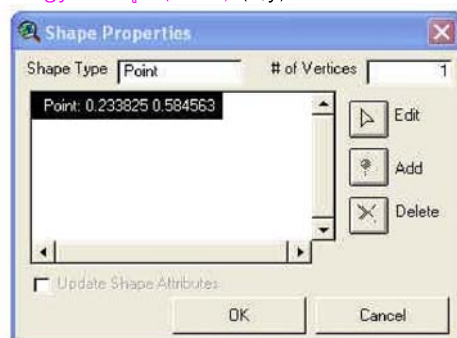 Shape Properties
Shape Type Point # of Vertices 1
Point: 0.233825 0.584563
Edit
Add
Delete
Update Shape Attributes
OK Cancel